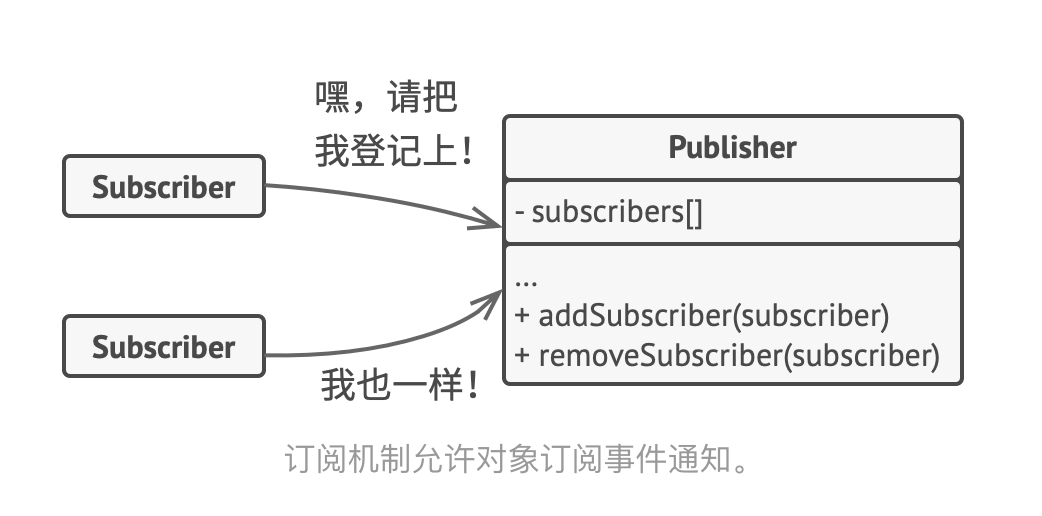 嘿，请把
我登记上！
Subscriber
Publisher
- subscribers[]
...
+ addSubscriber(subscriber)
+ removeSubscriber(subscriber)
Subscriber
我也一样！
订阅机制允许对象订阅事件通知。